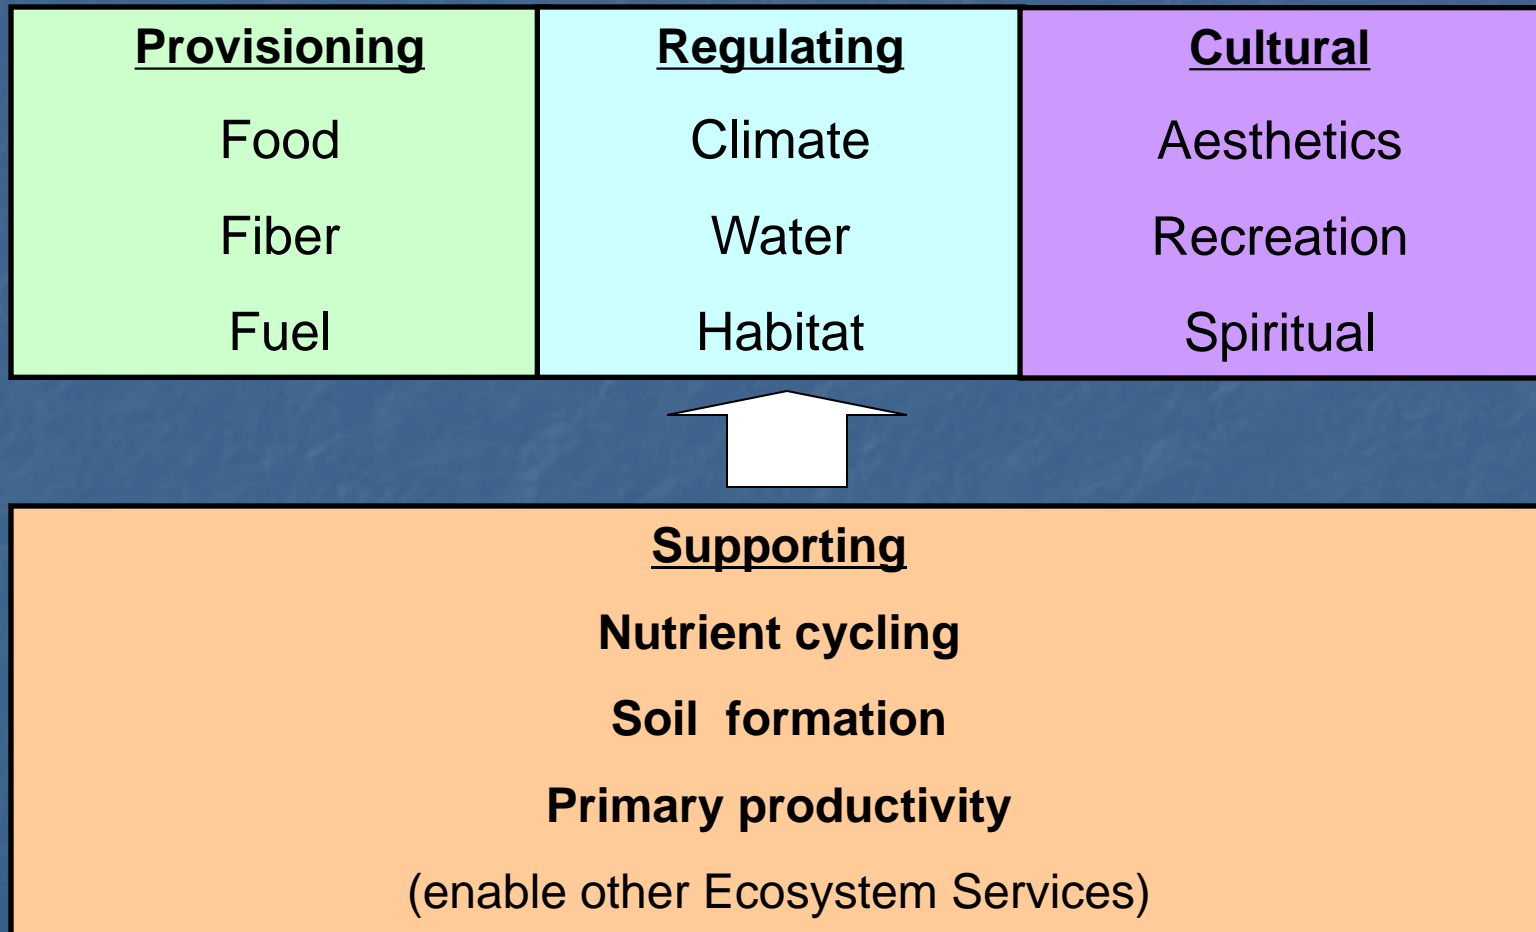 Provisioning
Food
Fiber
Fuel
Regulating
Climate
Water
Habitat
Cultural
Aesthetics
Recreation
Spiritual
Supporting
Nutrient cycling
Soil  formation
Primary productivity
(enable other Ecosystem Services)